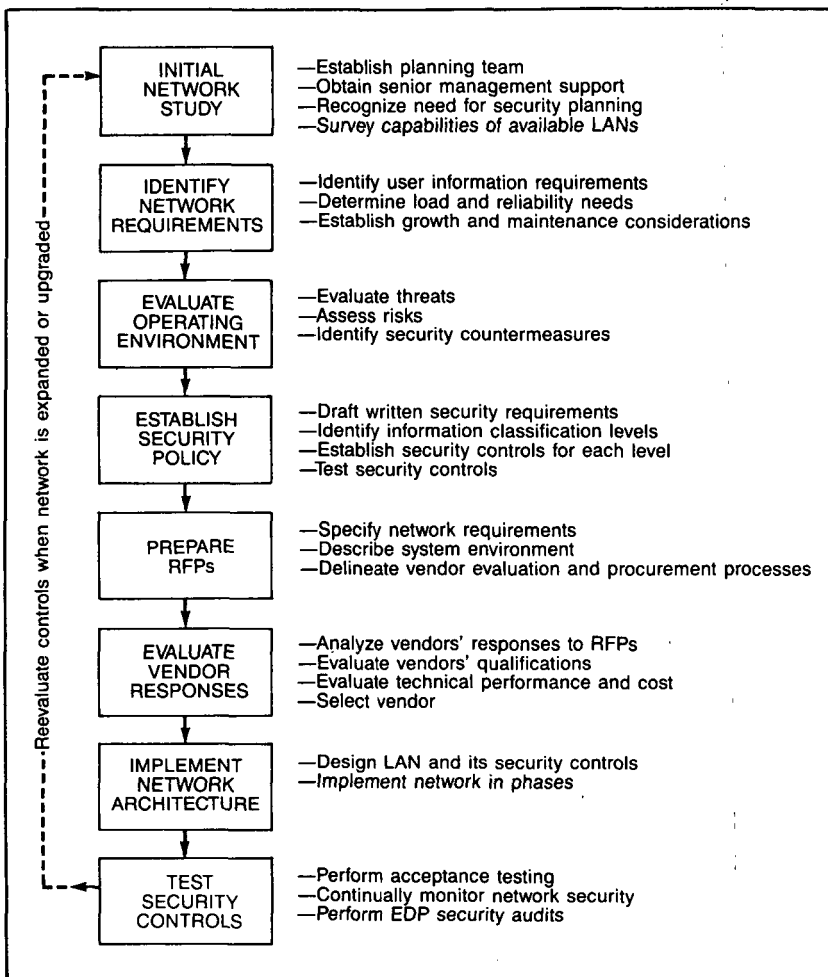 INITIAL
NETWORK
STUDY
—Establish planning team
—Obtain senior management support
—Recognize need for security planning
—Survey capabilities of available LANs
IDENTIFY
NETWORK
REQUIREMENTS
—Identify user information requirements
—Determine load and reliability needs
—Establish growth and maintenance considerations
EVALUATE
OPERATING
ENVIRONMENT
—Evaluate threats
—Assess risks
—Identify security countermeasures
ESTABLISH
SECURITY
POLICY
—Draft written security requirements
—Identify information classification levels
—Establish security controls for each level
—Test security controls
PREPARE
RFPs
—Specify network requirements
—Describe system environment
—Delineate vendor evaluation and procurement processes
EVALUATE
VENDOR
RESPONSES
—Analyze vendors' responses to RFPs
—Evaluate vendors' qualifications
—Evaluate technical performance and cost
—Select vendor
IMPLEMENT
NETWORK
ARCHITECTURE
—Design LAN and its security controls
—Implement network in phases
TEST
SECURITY
CONTROLS
—Perform acceptance testing
—Continually monitor network security
—Perform EDP security audits
Reevaluate controls when network is expanded or upgraded